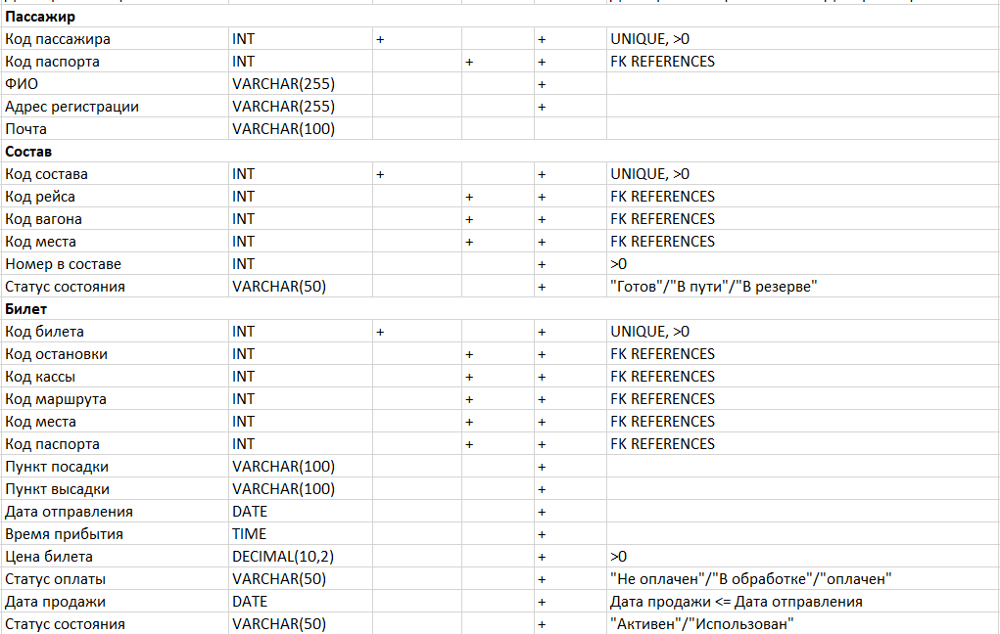 Пассажир
Код пассажира INT + + UNIQUE, >0
Код паспорта INT + + FK REFERENCES
ФИО VARCHAR(255) +
Адрес регистрации VARCHAR(255) +
Почта VARCHAR(100)
Состав
Код состава INT + + UNIQUE, >0
Код рейса INT + + FK REFERENCES
Код вагона INT + + FK REFERENCES
Код места INT + + FK REFERENCES
Номер в составе INT + >0
Статус состояния VARCHAR(50) + "Готов"/"В пути"/"В резерве"
Билет
Код билета INT + + UNIQUE, >0
Код остановки INT + + FK REFERENCES
Код кассы INT + + FK REFERENCES
Код маршрута INT + + FK REFERENCES
Код места INT + + FK REFERENCES
Код паспорта INT + + FK REFERENCES
Пункт посадки VARCHAR(100) +
Пункт высадки VARCHAR(100) +
Дата отправления DATE +
Время прибытия TIME +
Цена билета DECIMAL(10,2) + >0
Статус оплаты VARCHAR(50) + "Не оплачен"/"В обработке"/"оплачен"
Дата продажи DATE + Дата продажи <= Дата отправления
Статус состояния VARCHAR(50) + "Активен"/"Использован"